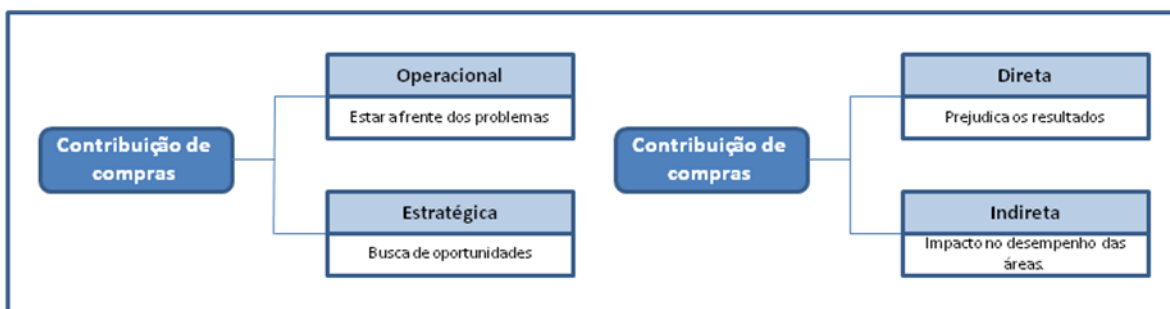 Contribuição de
compras
Operacional
Estar a frente dos problemas
Estratégica
Busca de oportunidades
Contribuição de
compras
Direta
Prejudica os resultados
Indireta
Impacto no desempenho das
áreas.